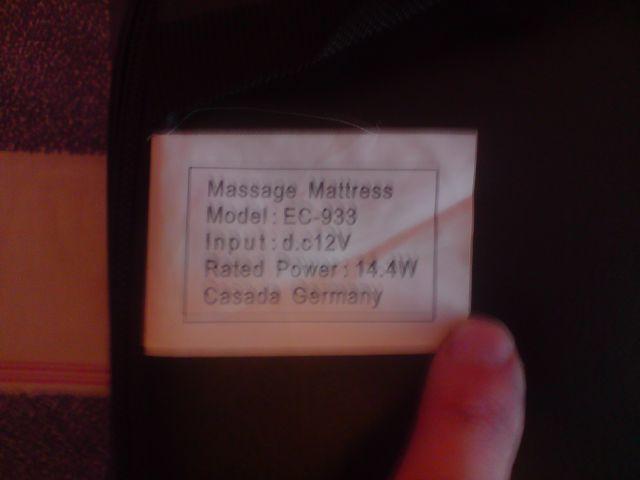 Massage Mattress
Model: EC-933
Input: d.c12V
Rated Power: 14.4W
Casada Germany